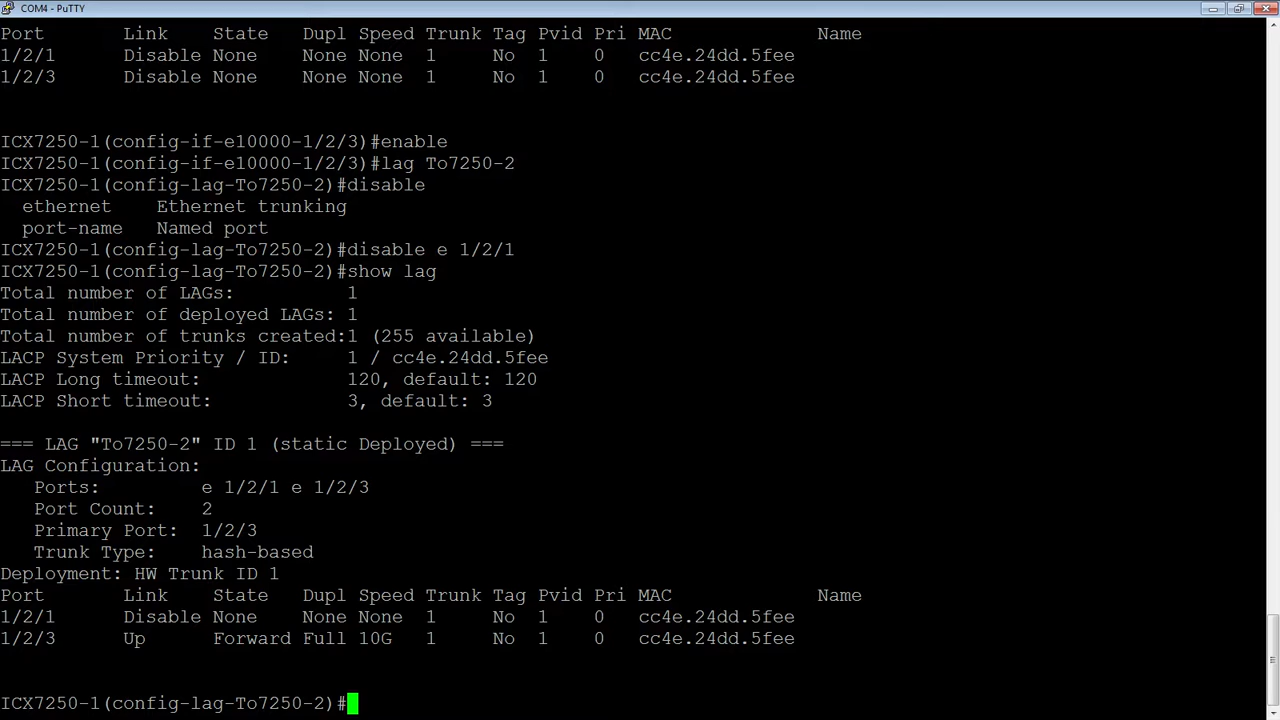 COM4 - PuTTY
Port        Link    State   Dupl Speed Trunk Tag Pvid Pri MAC             Name
1/2/1       Disable None    None None  1     No  1    0   cc4e.24dd.5fee
1/2/3       Disable None    None None  1     No  1    0   cc4e.24dd.5fee
ICX7250-1(config-if-e10000-1/2/3)#enable
ICX7250-1(config-if-e10000-1/2/3)#lag To7250-2
ICX7250-1(config-lag-To7250-2)#disable
  ethernet    Ethernet trunking
  port-name   Named port
ICX7250-1(config-lag-To7250-2)#disable e 1/2/1
ICX7250-1(config-lag-To7250-2)#show lag
Total number of LAGs:          1
Total number of deployed LAGs: 1
Total number of trunks created:1 (255 available)
LACP System Priority / ID:     1 / cc4e.24dd.5fee
LACP Long timeout:             120, default: 120
LACP Short timeout:            3, default: 3
=== LAG "To7250-2" ID 1 (static Deployed) ===
LAG Configuration:
   Ports:         e 1/2/1 e 1/2/3
   Port Count:    2
   Primary Port:  1/2/3
   Trunk Type:    hash-based
Deployment: HW Trunk ID 1
Port       Link    State   Dupl Speed Trunk Tag Pvid Pri MAC             Name
1/2/1      Disable None    None None  1     No  1    0   cc4e.24dd.5fee
1/2/3      Up      Forward Full 10G   1     No  1    0   cc4e.24dd.5fee
ICX7250-1(config-lag-To7250-2)#